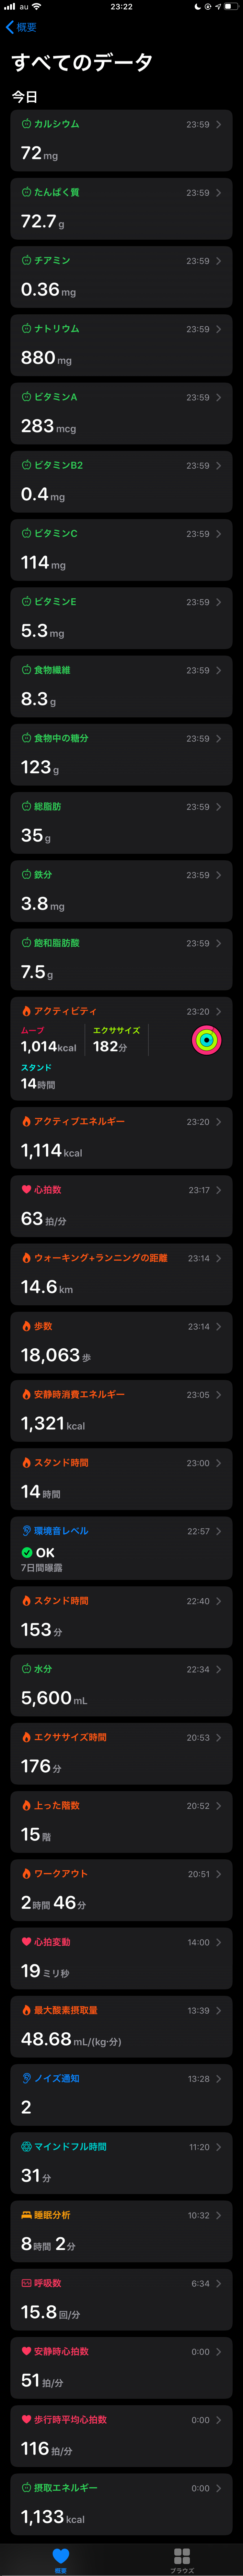 au 23:22
概要
すべてのデータ
今日
カルシウム 23:59
72 mg
たんぱく質 23:59
72.7 g
チアミン 23:59
0.36 mg
ナトリウム 23:59
880 mg
ビタミンA 23:59
283 mcg
ビタミンB2 23:59
0.4 mg
ビタミンC 23:59
114 mg
ビタミンE 23:59
5.3 mg
食物繊維 23:59
8.3 g
食物中の糖分 23:59
123 g
総脂肪 23:59
35 g
鉄分 23:59
3.8 mg
飽和脂肪酸 23:59
7.5 g
アクティビティ 23:20
ムーブ エクササイズ
1,014kcal 182分
スタンド
14時間
アクティブエネルギー 23:20
1,114 kcal
心拍数 23:17
63 拍/分
ウォーキング+ランニングの距離 23:14
14.6 km
歩数 23:14
18,063 歩
安静時消費エネルギー 23:05
1,321 kcal
スタンド時間 23:00
14 時間
環境音レベル 22:57
OK
7日間曝露
スタンド時間 22:40
153 分
水分 22:34
5,600 mL
エクササイズ時間 20:53
176 分
上った階数 20:52
15 階
ワークアウト 20:51
2時間 46分
心拍変動 14:00
19 ミリ秒
最大酸素摂取量 13:39
48.68 mL/(kg·分)
ノイズ通知 13:28
2
マインドフル時間 11:20
31 分
睡眠分析 10:32
8時間 2分
呼吸数 6:34
15.8 回/分
安静時心拍数 0:00
51 拍/分
歩行時平均心拍数 0:00
116 拍/分
摂取エネルギー 0:00
1,133 kcal
概要 ブラウズ